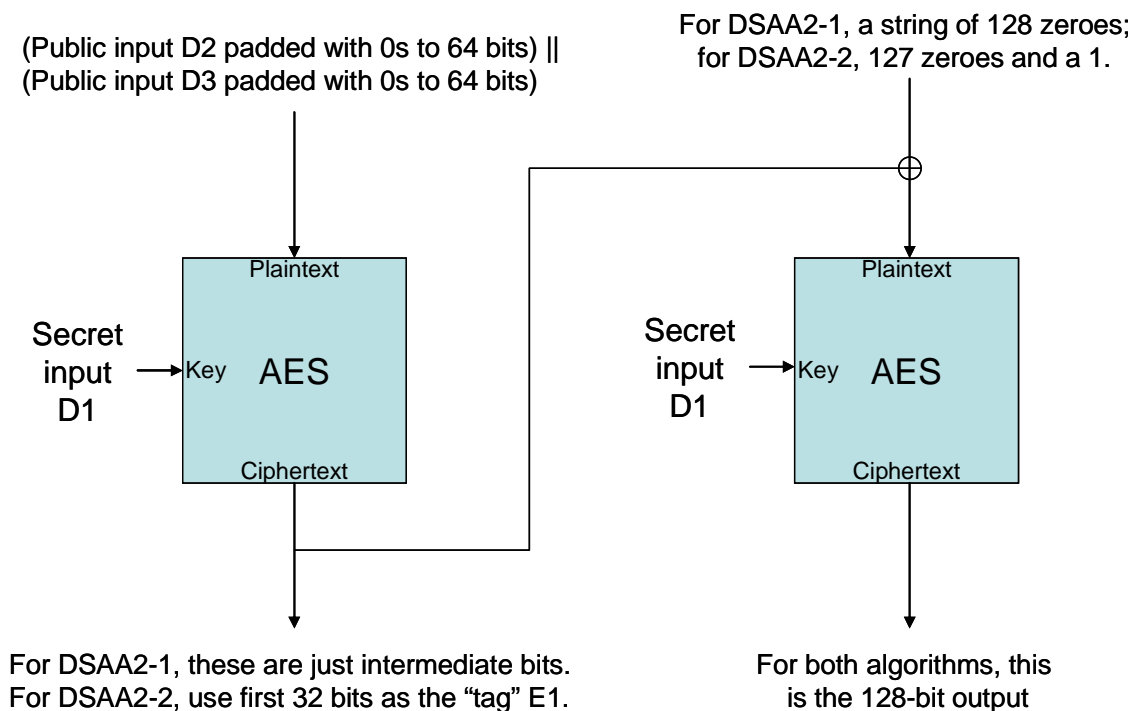 (Public input D2 padded with 0s to 64 bits) ||
(Public input D3 padded with 0s to 64 bits)
For DSAA2-1, a string of 128 zeroes;
for DSAA2-2, 127 zeroes and a 1.
Plaintext
Secret
input
D1
Key
AES
Ciphertext
Plaintext
Secret
input
D1
Key
AES
Ciphertext
For DSAA2-1, these are just intermediate bits.
For DSAA2-2, use first 32 bits as the “tag” E1.
For both algorithms, this
is the 128-bit output